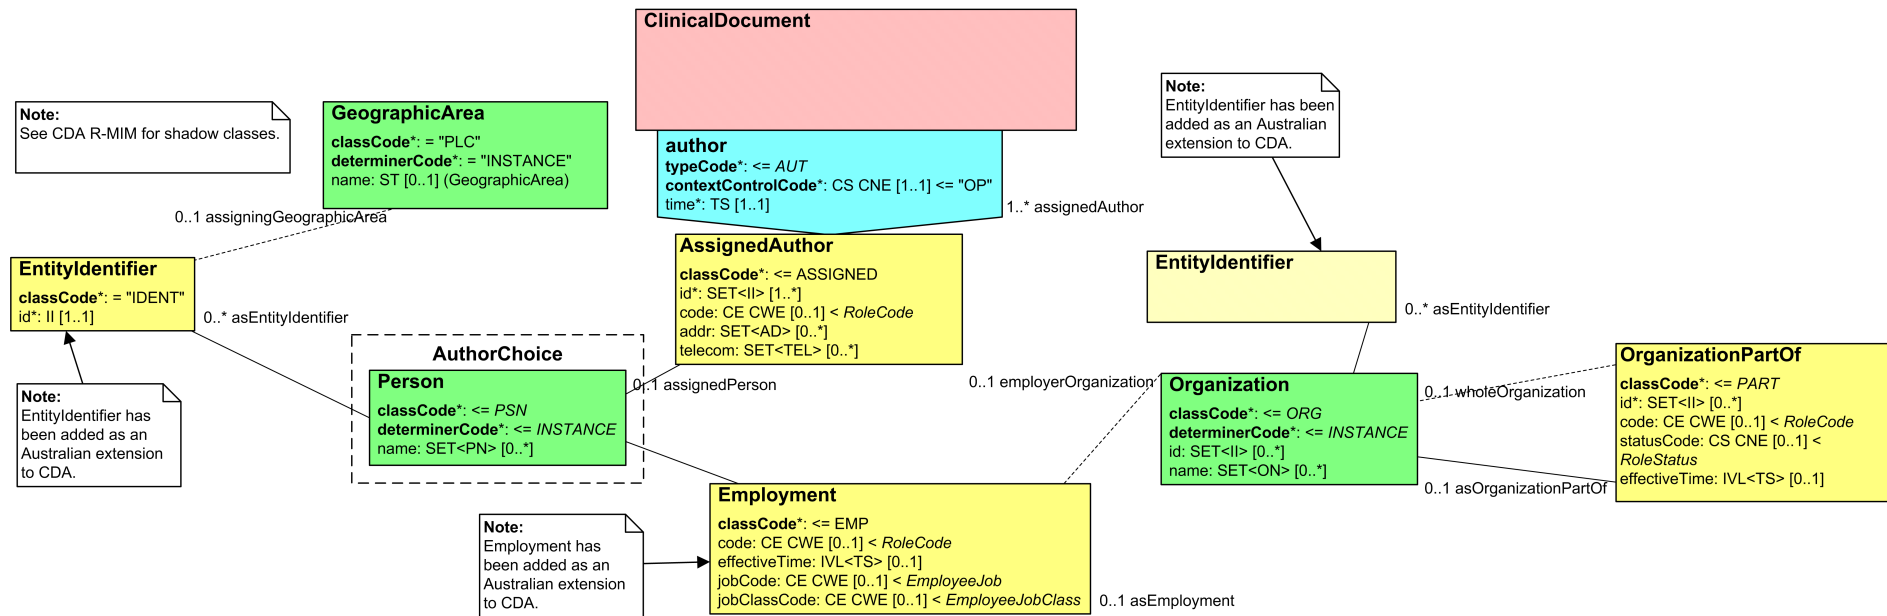 ClinicalDocument
Note:
See CDA R-MIM for shadow classes.
GeographicArea
classCode*: = "PLC"
determinerCode*: = "INSTANCE"
name: ST [0..1] (GeographicArea)
author
typeCode*: <= AUT
contextControlCode*: CS CNE [1..1] <= "OP"
time*: TS [1..1]
Note:
EntityIdentifier has been
added as an Australian
extension to CDA.
0..1 assigningGeographicArea
1..* assignedAuthor
EntityIdentifier
classCode*: = "IDENT"
id*: II [1..1]
0..* asEntityIdentifier
AssignedAuthor
classCode*: <= ASSIGNED
id*: SET<II> [1..*]
code: CE CWE [0..1] < RoleCode
addr: SET<AD> [0..*]
telecom: SET<TEL> [0..*]
EntityIdentifier
0..* asEntityIdentifier
AuthorChoice
Person
classCode*: <= PSN
determinerCode*: <= INSTANCE
name: SET<PN> [0..*]
0..1 assignedPerson
0..1 employerOrganization
Organization
classCode*: <= ORG
determinerCode*: <= INSTANCE
id: SET<II> [0..*]
name: SET<ON> [0..*]
0..1 wholeOrganization
OrganizationPartOf
classCode*: <= PART
id*: SET<II> [0..*]
code: CE CWE [0..1] < RoleCode
statusCode: CS CNE [0..1] <
RoleStatus
effectiveTime: IVL<TS> [0..1]
0..1 asOrganizationPartOf
Note:
EntityIdentifier has
been added as an
Australian extension
to CDA.
Note:
Employment has
been added as an
Australian extension
to CDA.
Employment
classCode*: <= EMP
code: CE CWE [0..1] < RoleCode
effectiveTime: IVL<TS> [0..1]
jobCode: CE CWE [0..1] < EmployeeJob
jobClassCode: CE CWE [0..1] < EmployeeJobClass
0..1 asEmployment